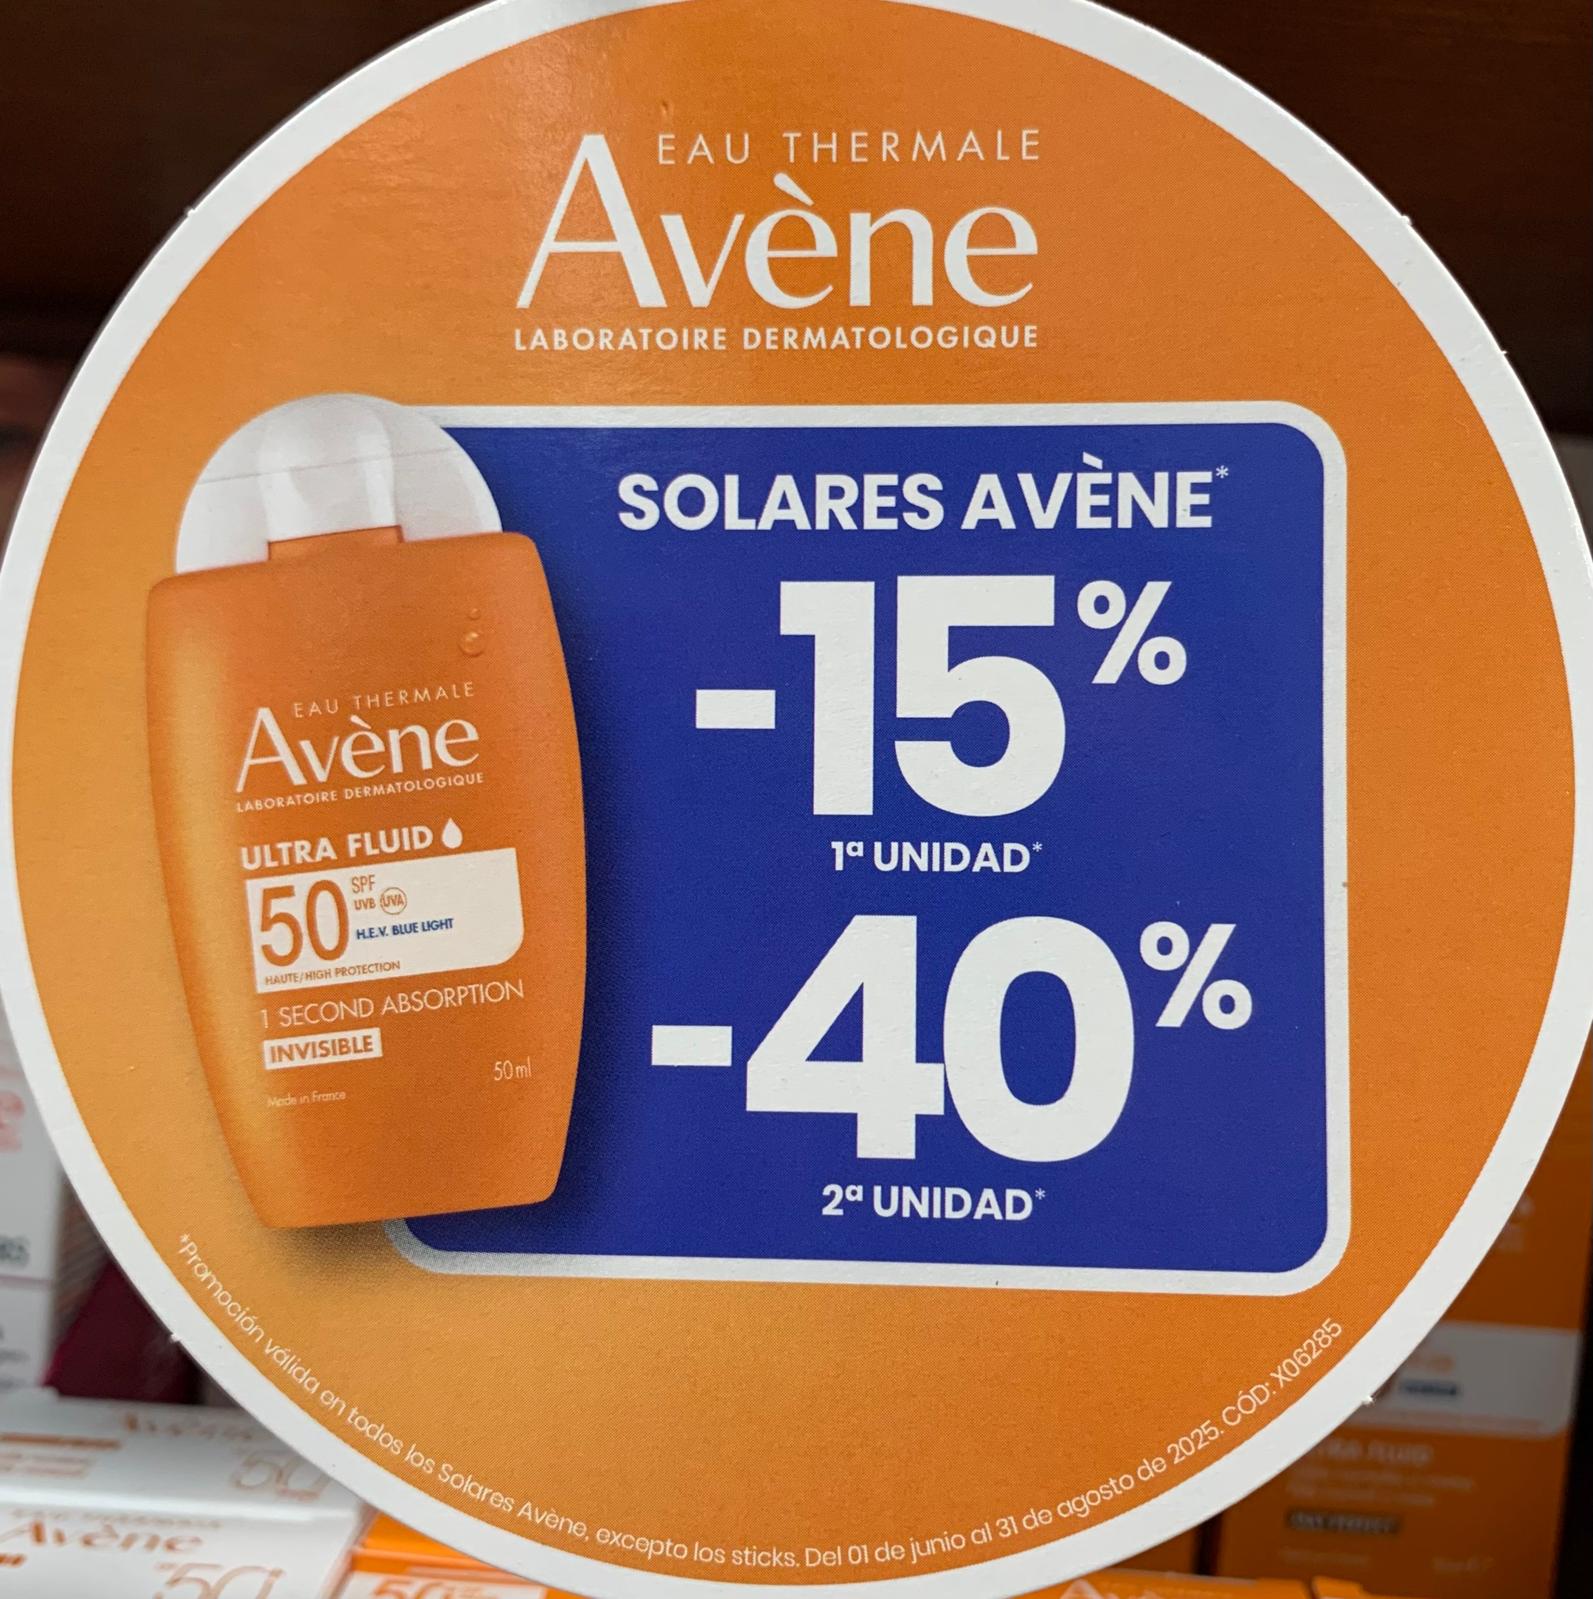 EAU THERMALE
Avène
LABORATOIRE DERMATOLOGIQUE
SOLARES AVÈNE*
-15%
1ª UNIDAD*
-40%
2ª UNIDAD*
EAU THERMALE
Avène
LABORATOIRE DERMATOLOGIQUE
ULTRA FLUID
50 SPF
UVB UVA
H.E.V. BLUE LIGHT
HAUTE/HIGH PROTECTION
1 SECOND ABSORPTION
INVISIBLE
50 ml
Made in France
*Promoción válida en todos los Solares Avène, excepto los sticks. Del 01 de junio al 31 de agosto de 2025. CÓD: X06285
Avène
50